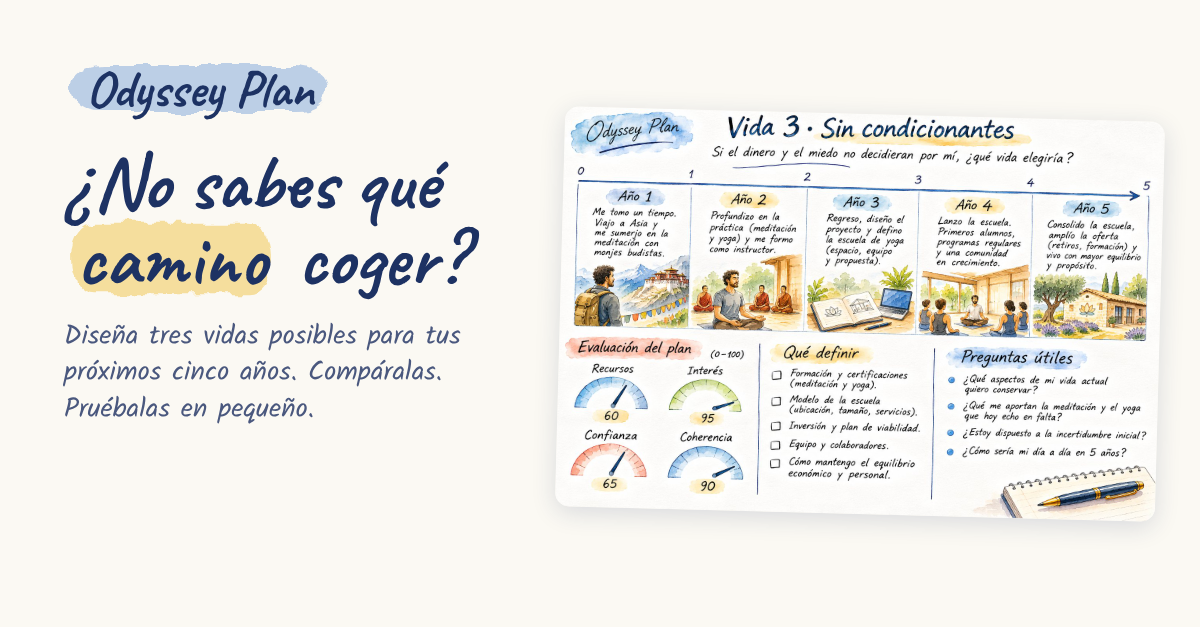 Odyssey Plan
¿No sabes qué
camino coger?
Diseña tres vidas posibles para tus
próximos cinco años. Compáralas.
Pruébalas en pequeño.
Odyssey Plan
Vida 3 · Sin condicionantes
Si el dinero y el miedo no decidieran por mí, ¿qué vida elegiría?
0 1 2 3 4 5
Año 1
Me tomo un tiempo.
Viajo a Asia y
me sumerjo en la
meditación con
monjes budistas.
Año 2
Profundizo en la
práctica (meditación
y yoga) y me formo
como instructor.
Año 3
Regreso, diseño el
proyecto y defino
la escuela de yoga
(espacio, equipo
y propuesta).
Año 4
Lanzo la escuela.
Primeros alumnos,
programas regulares
y una comunidad
en crecimiento.
Año 5
Consolido la escuela,
amplío la oferta
(retiros, formación) y
vivo con mayor equilibrio
y propósito.
Evaluación del plan (0-100)
Recursos
60
Interés
95
Confianza
65
Coherencia
90
Qué definir
Formación y certificaciones
(meditación y yoga).
Modelo de la escuela
(ubicación, tamaño, servicios).
Inversión y plan de viabilidad.
Equipo y colaboradores.
Cómo mantengo el equilibrio
económico y personal.
Preguntas útiles
¿Qué aspectos de mi vida actual
quiero conservar?
¿Qué me aportan la meditación y el yoga
que hoy echo en falta?
¿Estoy dispuesto a la incertidumbre inicial?
¿Cómo sería mi día a día en 5 años?